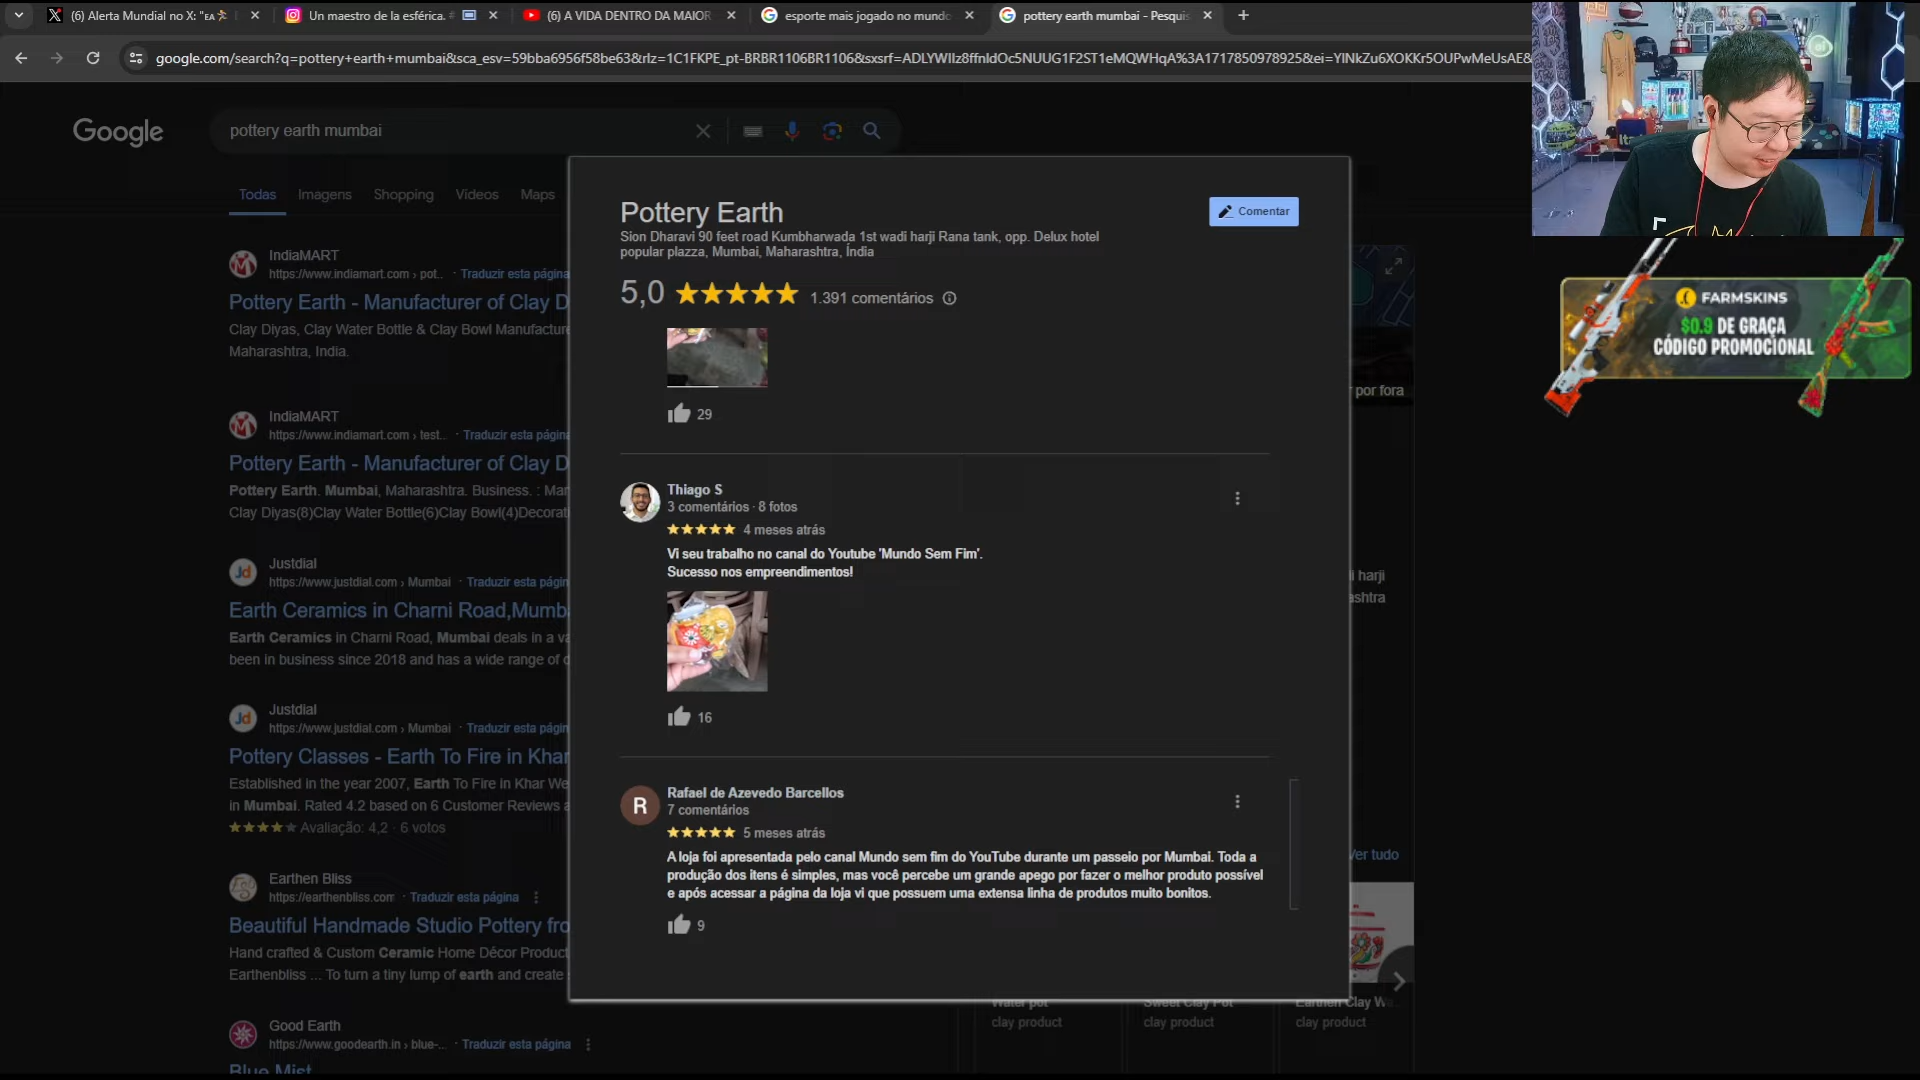 (6) Alerta Mundial no X: "EA
Un maestro de la esférica.
(6) A VIDA DENTRO DA MAIOR
esporte mais jogado no mundo
pottery earth mumbai - Pesquis
google.com/search?q=pottery+earth+mumbai&sca_esv=59bba6956f58be63&rlz=1C1FKPE_pt-BRBR1106BR1106&sxsrf=ADLYWIIz8ffnIdOc5NUUG1F2ST1eMQWHqA%3A1717850978925&ei=YINkZu6XOKKr5OUPwMeUsAE&
Google
pottery earth mumbai
Todas
Imagens
Shopping
Vídeos
Maps
IndiaMART
https://www.indiamart.com › pot.. · Traduzir esta página
Pottery Earth - Manufacturer of Clay D
Clay Diyas, Clay Water Bottle & Clay Bowl Manufacture
Maharashtra, India.
IndiaMART
https://www.indiamart.com › test.. · Traduzir esta página
Pottery Earth - Manufacturer of Clay D
Pottery Earth. Mumbai, Maharashtra. Business. : Man
Clay Diyas(8)Clay Water Bottle(6)Clay Bowl(4)Decorati
Justdial
https://www.justdial.com › Mumbai · Traduzir esta págin
Earth Ceramics in Charni Road,Mumb
Earth Ceramics in Charni Road, Mumbai deals in a va
been in business since 2018 and has a wide range of c
Justdial
https://www.justdial.com › Mumbai · Traduzir esta págin
Pottery Classes - Earth To Fire in Khar
Established in the year 2007, Earth To Fire in Khar We
in Mumbai. Rated 4.2 based on 6 Customer Reviews a
Avaliação: 4,2 · 6 votos
Earthen Bliss
https://earthenbliss.com · Traduzir esta página
Beautiful Handmade Studio Pottery fro
Hand crafted & Custom Ceramic Home Décor Product
Earthenbliss ... To turn a tiny lump of earth and create
Good Earth
https://www.goodearth.in › blue-... · Traduzir esta página
Blue Mist
Pottery Earth
Comentar
Sion Dharavi 90 feet road Kumbharwada 1st wadi harji Rana tank, opp. Delux hotel
popular plazza, Mumbai, Maharashtra, Índia
5,0
1.391 comentários
29
Thiago S
3 comentários · 8 fotos
4 meses atrás
Vi seu trabalho no canal do Youtube 'Mundo Sem Fim'.
Sucesso nos empreendimentos!
16
R
Rafael de Azevedo Barcellos
7 comentários
5 meses atrás
A loja foi apresentada pelo canal Mundo sem fim do YouTube durante um passeio por Mumbai. Toda a
produção dos itens é simples, mas você percebe um grande apego por fazer o melhor produto possível
e após acessar a página da loja vi que possuem uma extensa linha de produtos muito bonitos.
9
por fora
li harji
ashtra
Ver tudo
Water pot
clay product
Sweet Clay Pot
clay product
Earthen Clay W...
clay product
FARMSKINS
$0.9 DE GRAÇA
CÓDIGO PROMOCIONAL